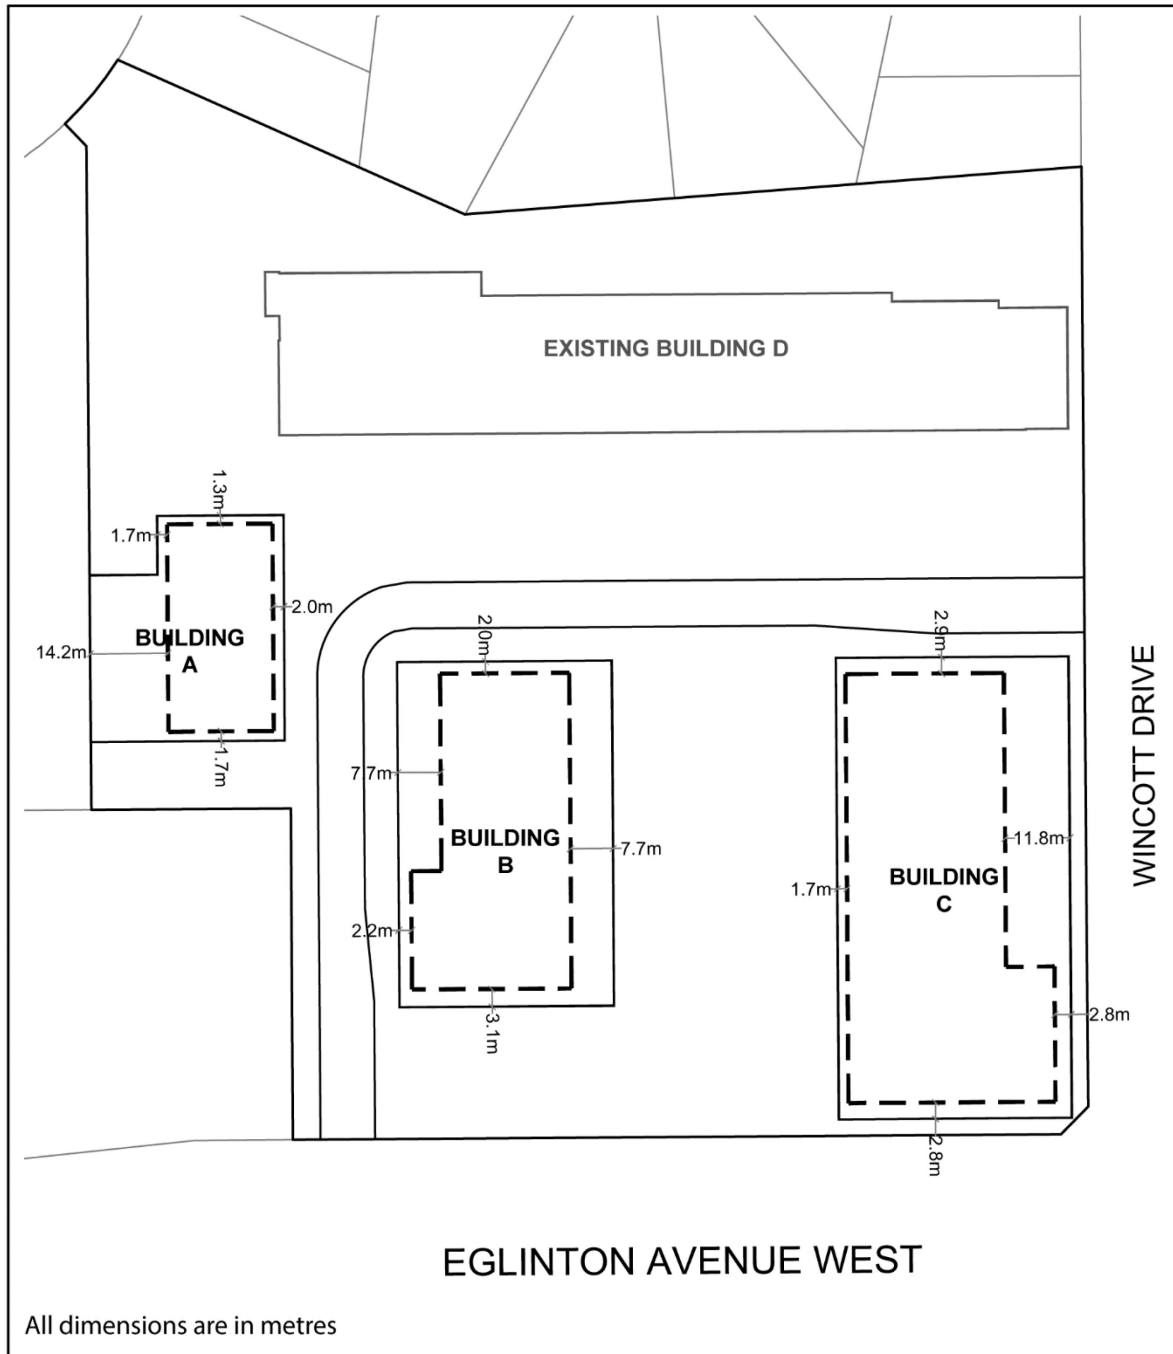 EXISTING BUILDING D
1.3m
1.7m
2.0m
BUILDING
A
14.2m
1.7m
2.0m
7.7m
BUILDING
B
7.7m
2.2m
3.1m
2.9m
11.8m
1.7m
BUILDING
C
2.8m
2.8m
WINCOTT DRIVE
EGLINTON AVENUE WEST
All dimensions are in metres